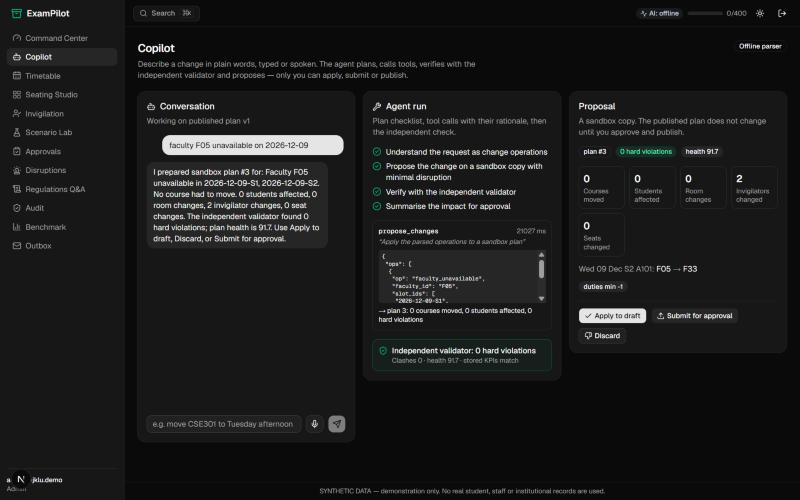 ExamPilot
Search ⌘K
AI: offline
0/400
Command Center
Copilot
Timetable
Seating Studio
Invigilation
Scenario Lab
Approvals
Disruptions
Regulations Q&A
Audit
Benchmark
Outbox
Copilot
Describe a change in plain words, typed or spoken. The agent plans, calls tools, verifies with the
independent validator and proposes — only you can apply, submit or publish.
Offline parser
Conversation
Working on published plan v1
faculty F05 unavailable on 2026-12-09
I prepared sandbox plan #3 for: Faculty F05
unavailable in 2026-12-09-S1, 2026-12-09-S2.
No course had to move. 0 students affected, 0
room changes, 2 invigilator changes, 0 seat
changes. The independent validator found 0
hard violations; plan health is 91.7. Use Apply to
draft, Discard, or Submit for approval.
e.g. move CSE301 to Tuesday afternoon
Agent run
Plan checklist, tool calls with their rationale, then
the independent check.
Understand the request as change operations
Propose the change on a sandbox copy with
minimal disruption
Verify with the independent validator
Summarise the impact for approval
propose_changes 21027 ms
"Apply the parsed operations to a sandbox plan"
{
"ops": [
{
"op": "faculty_unavailable",
"faculty_id": "F05",
"slot_ids": [
"2026-12-09-S1",
→ plan 3: 0 courses moved, 0 students affected, 0
hard violations
Independent validator: 0 hard violations
Clashes 0 · health 91.7 · stored KPIs match
Proposal
A sandbox copy. The published plan does not change
until you approve and publish.
plan #3 0 hard violations health 91.7
0
Courses
moved
0
Students
affected
0
Room
changes
2
Invigilators
changed
0
Seats
changed
Wed 09 Dec S2 A101: F05 → F33
duties min -1
Apply to draft
Submit for approval
Discard
N
jklu.demo
SYNTHETIC DATA — demonstration only. No real student, staff or institutional records are used.